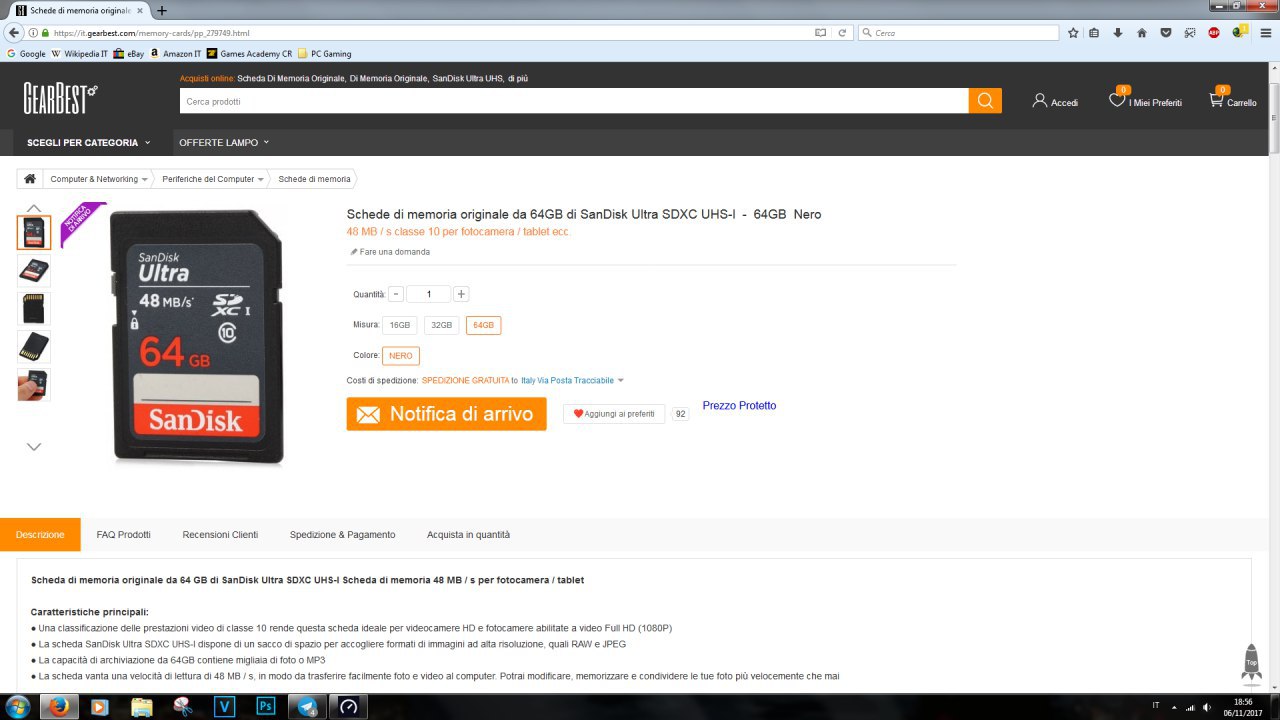 Schede di memoria originale
https://it.gearbest.com/memory-cards/pp_279749.html
Cerca
Google Wikipedia IT eBay Amazon IT Games Academy CR PC Gaming
GEARBEST
Acquisti online: Scheda Di Memoria Originale, Di Memoria Originale, SanDisk Ultra UHS, di più
Cerca prodotti
Accedi
0 I Miei Preferiti
0 Carrello
SCEGLI PER CATEGORIA
OFFERTE LAMPO
Computer & Networking
Periferiche del Computer
Schede di memoria
NOTIFICA
DI ARRIVO
SanDisk
Ultra
48 MB/s*
SD
XC I
10
64 GB
SanDisk
Schede di memoria originale da 64GB di SanDisk Ultra SDXC UHS-I - 64GB Nero
48 MB / s classe 10 per fotocamera / tablet ecc.
Fare una domanda
Quantità: - 1 +
Misura: 16GB 32GB 64GB
Colore: NERO
Costi di spedizione: SPEDIZIONE GRATUITA to Italy Via Posta Tracciabile
Notifica di arrivo
Aggiungi ai preferiti 92
Prezzo Protetto
Descrizione
FAQ Prodotti
Recensioni Clienti
Spedizione & Pagamento
Acquista in quantità
Scheda di memoria originale da 64 GB di SanDisk Ultra SDXC UHS-I Scheda di memoria 48 MB / s per fotocamera / tablet
Caratteristiche principali:
● Una classificazione delle prestazioni video di classe 10 rende questa scheda ideale per videocamere HD e fotocamere abilitate a video Full HD (1080P)
● La scheda SanDisk Ultra SDXC UHS-I dispone di un sacco di spazio per accogliere formati di immagini ad alta risoluzione, quali RAW e JPEG
● La capacità di archiviazione da 64GB contiene migliaia di foto o MP3
● La scheda vanta una velocità di lettura di 48 MB / s, in modo da trasferire facilmente foto e video al computer. Potrai modificare, memorizzare e condividere le tue foto più velocemente che mai
Top
IT
18:56
06/11/2017